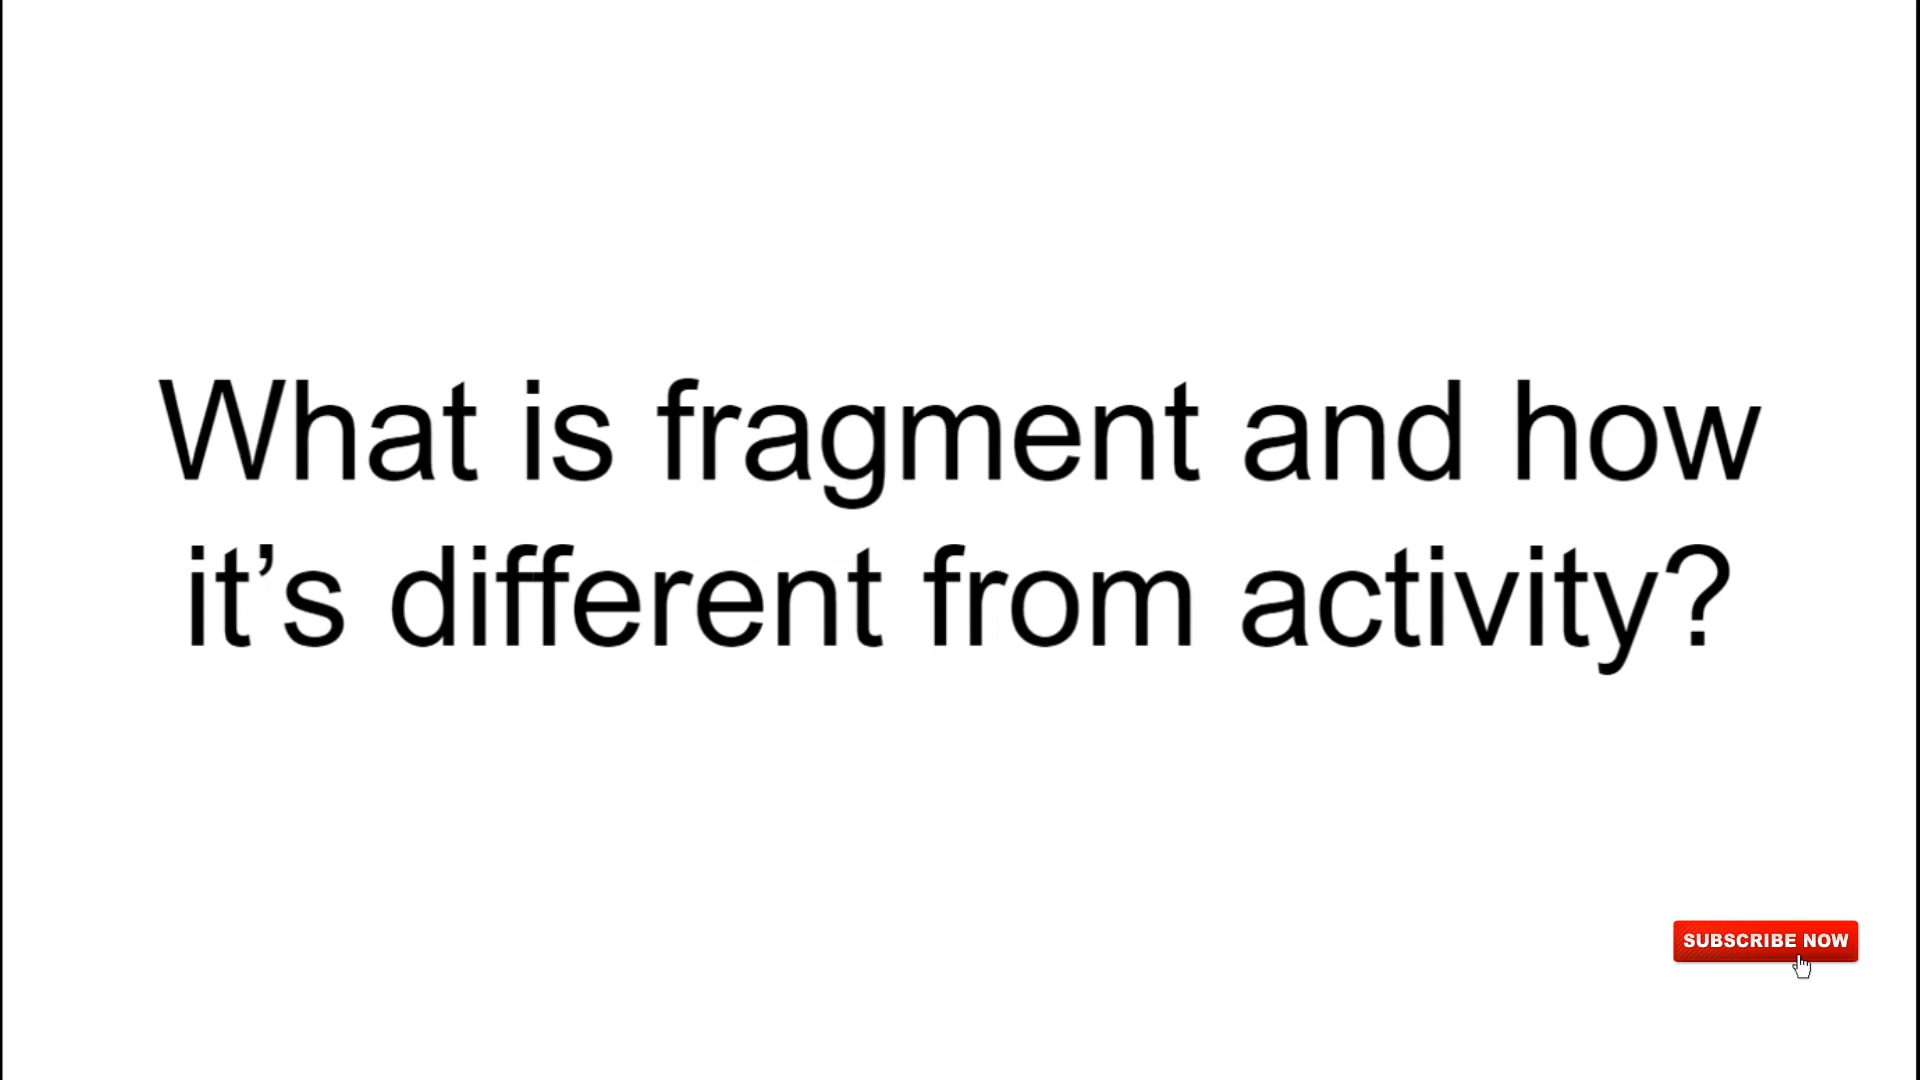 What is fragment and how
it’s different from activity?
SUBSCRIBE NOW